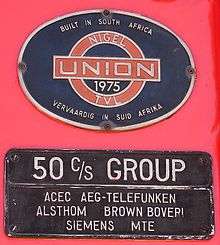 BUILT IN SOUTH AFRICA
NIGEL
UNION
1975
TVL
VERVAARDIG IN SUID AFRIKA
50 C/S GROUP
ACEC AEG-TELEFUNKEN
ALSTHOM BROWN BOVERI
SIEMENS MTE